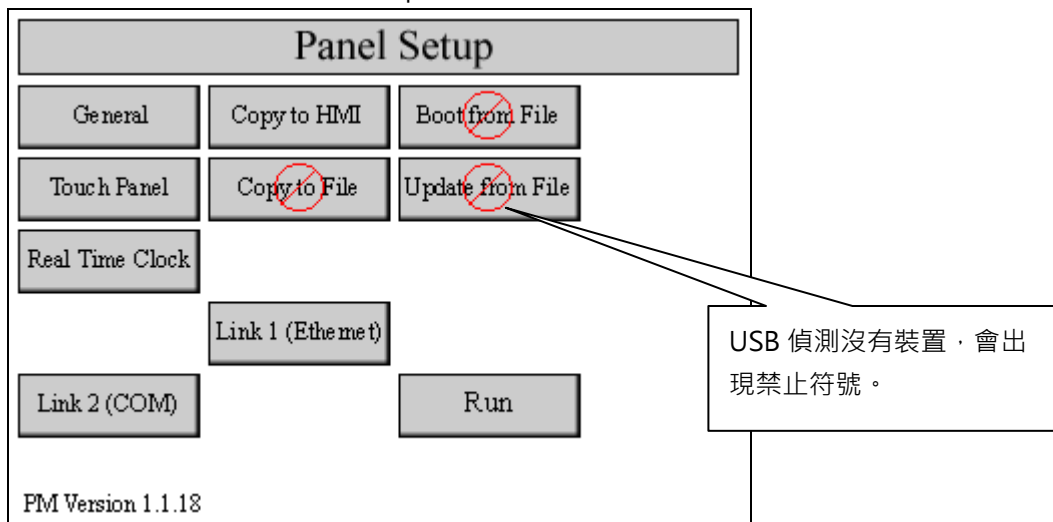 Panel Setup
General
Copy to HMI
Boot from File
Touch Panel
Copy to File
Update from File
Real Time Clock
Link 1 (Ethernet)
Link 2 (COM)
Run
USB 偵測沒有裝置，會出
現禁止符號。
PM Version 1.1.18